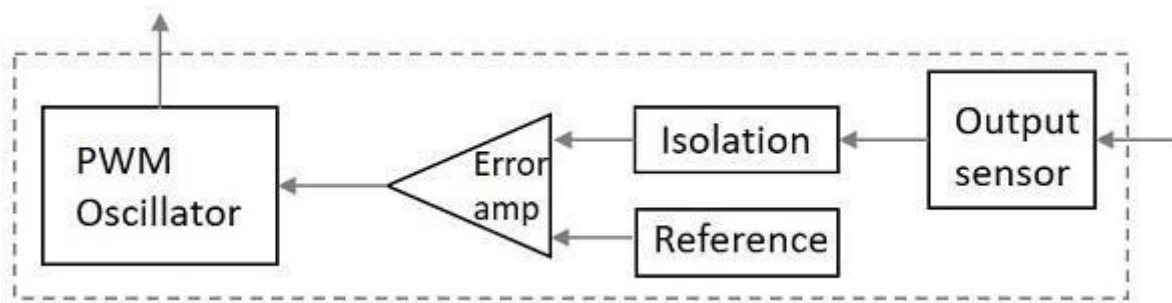 PWM
Oscillator
Error
amp
Isolation
Reference
Output
sensor